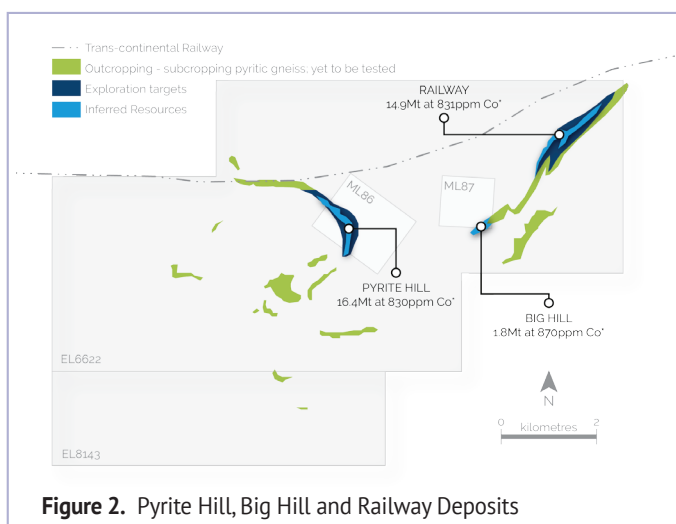 Trans-continental Railway
Outcropping - subcropping pyritic gneiss, yet to be tested
Exploration targets
Inferred Resources
RAILWAY
14.9Mt at 831ppm Co*
ML86
ML87
PYRITE HILL
16.4Mt at 830ppm Co*
BIG HILL
1.8Mt at 870ppm Co*
EL6622
N
0 2
kilometres
EL8143
Figure 2. Pyrite Hill, Big Hill and Railway Deposits